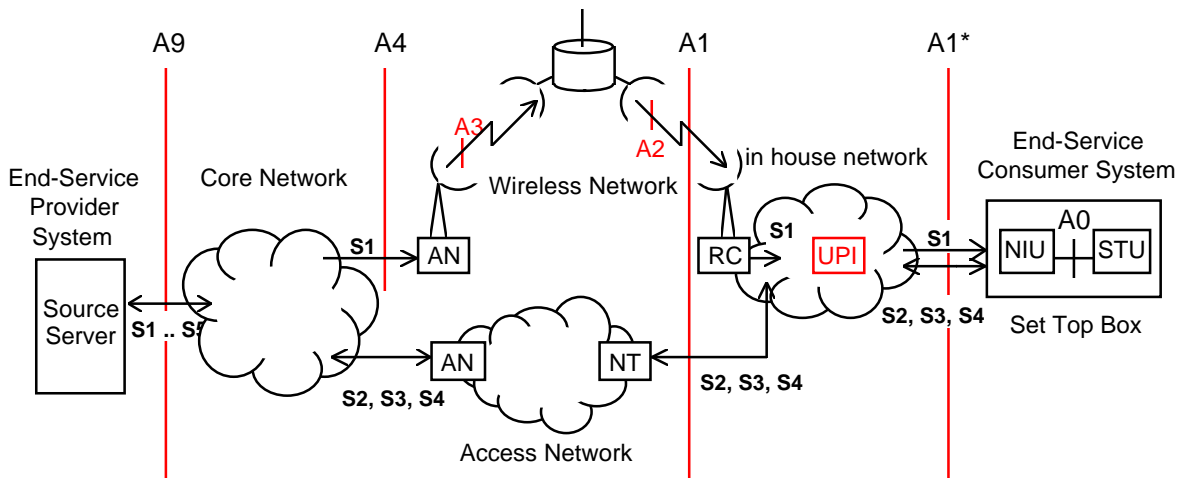 A9
A4
A1
A1*
A3
A2
End-Service
Provider
System
Core Network
Wireless Network
in house network
End-Service
Consumer System
S1
AN
RC
S1
UPI
S1
NIU
A0
STU
Source
Server
S1 .. S5
S2, S3, S4
Set Top Box
AN
NT
S2, S3, S4
S2, S3, S4
Access Network